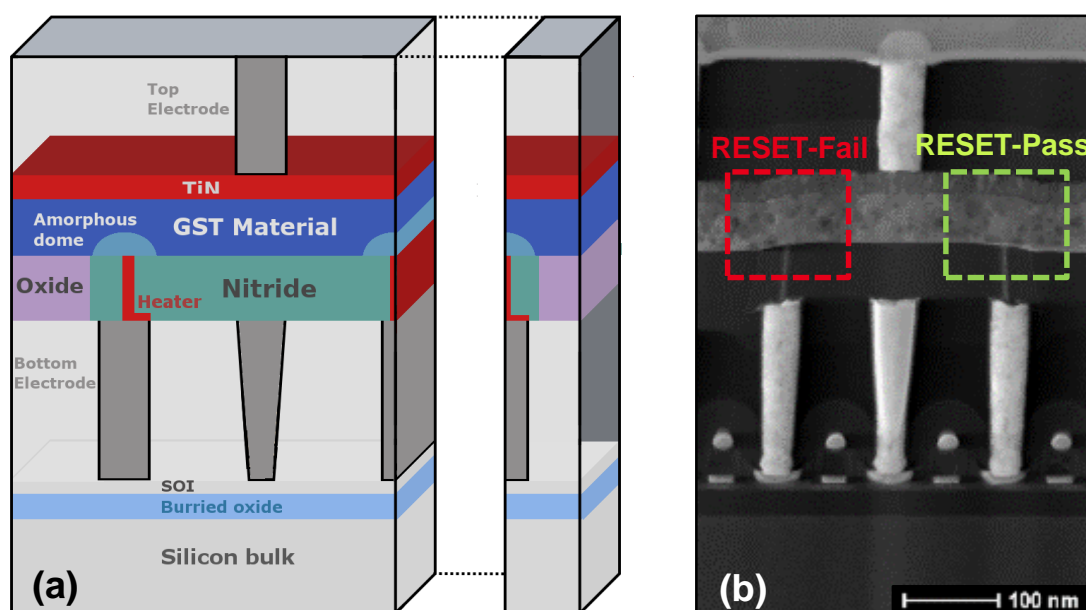 Top
Electrode
TiN
Amorphous
dome
GST Material
Oxide
Nitride
Heater
Bottom
Electrode
SOI
Burried oxide
Silicon bulk
(a)
RESET-Fail
RESET-Pass
(b)
100 nm